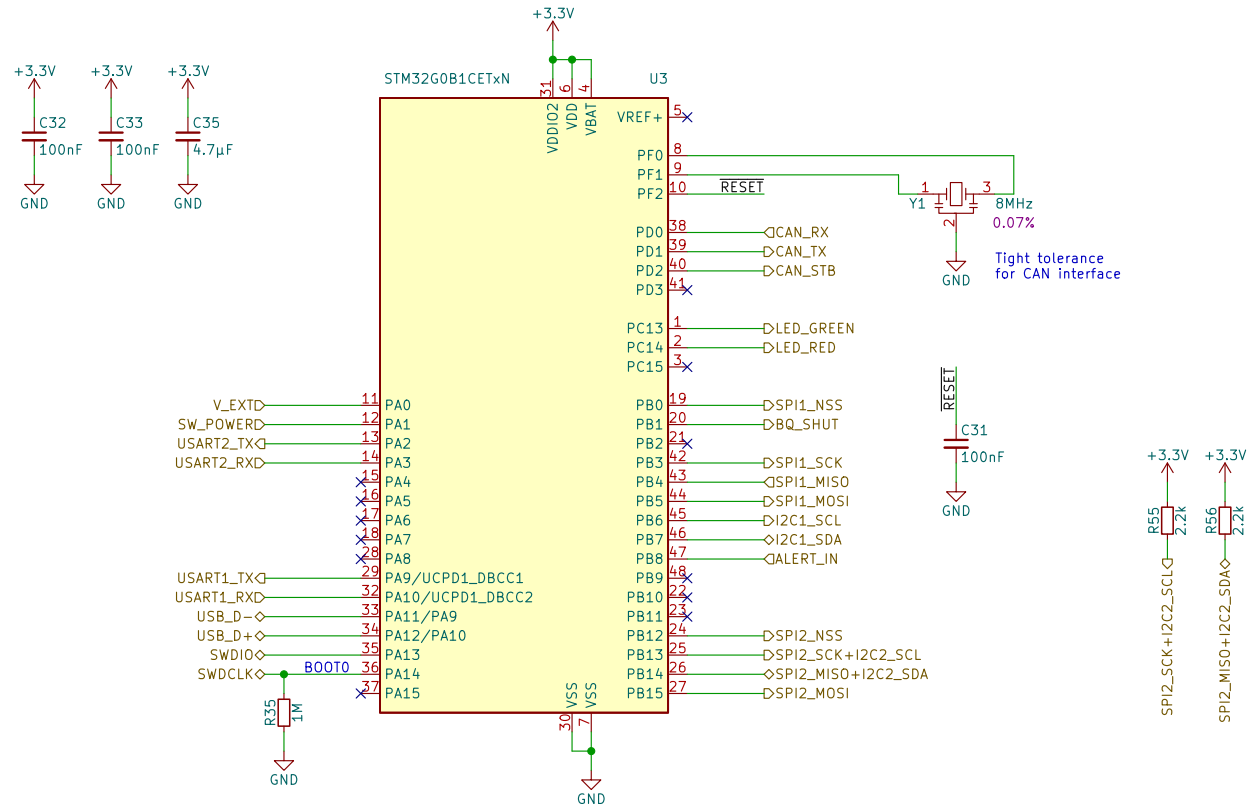 +3.3V
+3.3V
+3.3V
+3.3V
C32
100nF
C33
100nF
C35
4.7µF
GND
GND
GND
STM32G0B1CETxN
U3
31
6
4
VDDIO2
VDD
VBAT
VREF+ 5
PF0 8
PF1 9
PF2 10 RESET
PD0 38 CAN_RX
PD1 39 CAN_TX
PD2 40 CAN_STB
PD3 41
PC13 1 LED_GREEN
PC14 2 LED_RED
PC15 3
PB0 19 SPI1_NSS
PB1 20 BQ_SHUT
PB2 21
PB3 42 SPI1_SCK
PB4 43 SPI1_MISO
PB5 44 SPI1_MOSI
PB6 45 I2C1_SCL
PB7 46 I2C1_SDA
PB8 47 ALERT_IN
PB9 48
PB10 22
PB11 23
PB12 24 SPI2_NSS
PB13 25 SPI2_SCK+I2C2_SCL
PB14 26 SPI2_MISO+I2C2_SDA
PB15 27 SPI2_MOSI
V_EXT 11 PA0
SW_POWER 12 PA1
USART2_TX 13 PA2
USART2_RX 14 PA3
15 PA4
16 PA5
17 PA6
18 PA7
28 PA8
USART1_TX 29 PA9/UCPD1_DBCC1
USART1_RX 32 PA10/UCPD1_DBCC2
USB_D- 33 PA11/PA9
USB_D+ 34 PA12/PA10
SWDIO 35 PA13
SWDCLK BOOT0 36 PA14
37 PA15
R35
1M
GND
VSS
VSS
30
7
GND
1
3
Y1
2
8MHz
0.07%
GND
Tight tolerance
for CAN interface
RESET
C31
100nF
GND
+3.3V
+3.3V
R55
2.2k
R56
2.2k
SPI2_SCK+I2C2_SCL
SPI2_MISO+I2C2_SDA